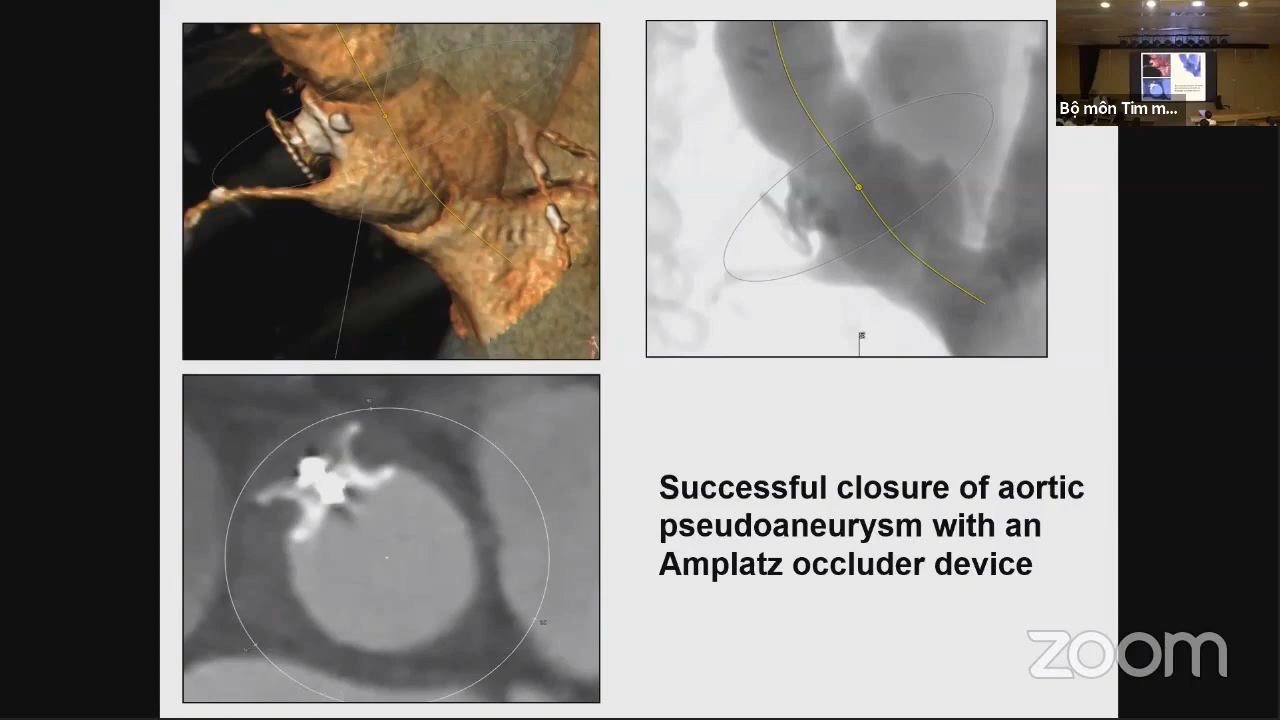 Bộ môn Tim m...
Successful closure of aortic
pseudoaneurysm with an
Amplatz occluder device
zoom